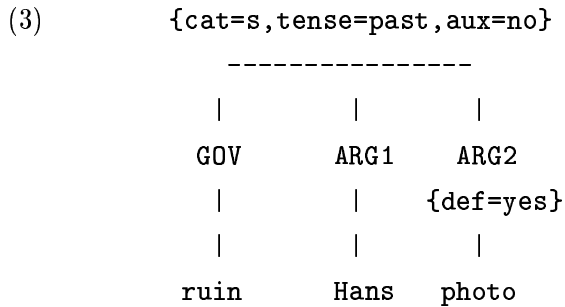 (3) {cat=s,tense=past,aux=no}
----------------
| | |
GOV ARG1 ARG2
| | {def=yes}
| | |
ruin Hans photo